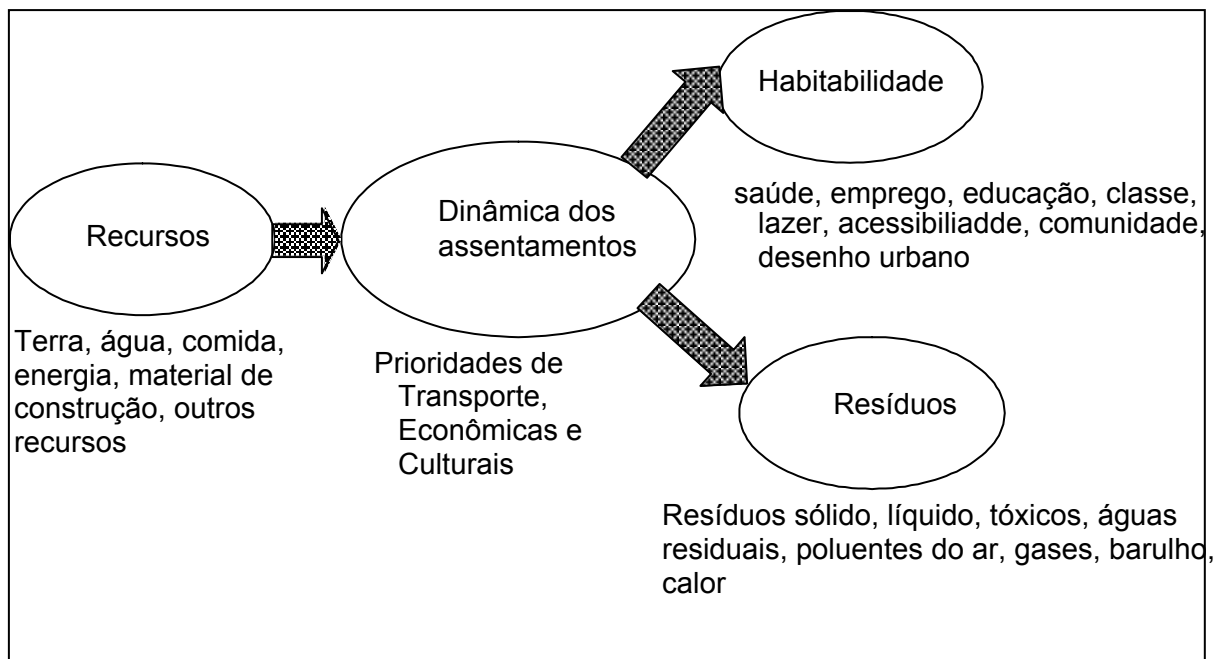 Recursos
Terra, água, comida,
energia, material de
construção, outros
recursos
Dinâmica dos
assentamentos
Prioridades de
Transporte,
Econômicas e
Culturais
Habitabilidade
saúde, emprego, educação, classe,
lazer, acessibiliadde, comunidade,
desenho urbano
Resíduos
Resíduos sólido, líquido, tóxicos, águas
residuais, poluentes do ar, gases, barulho,
calor